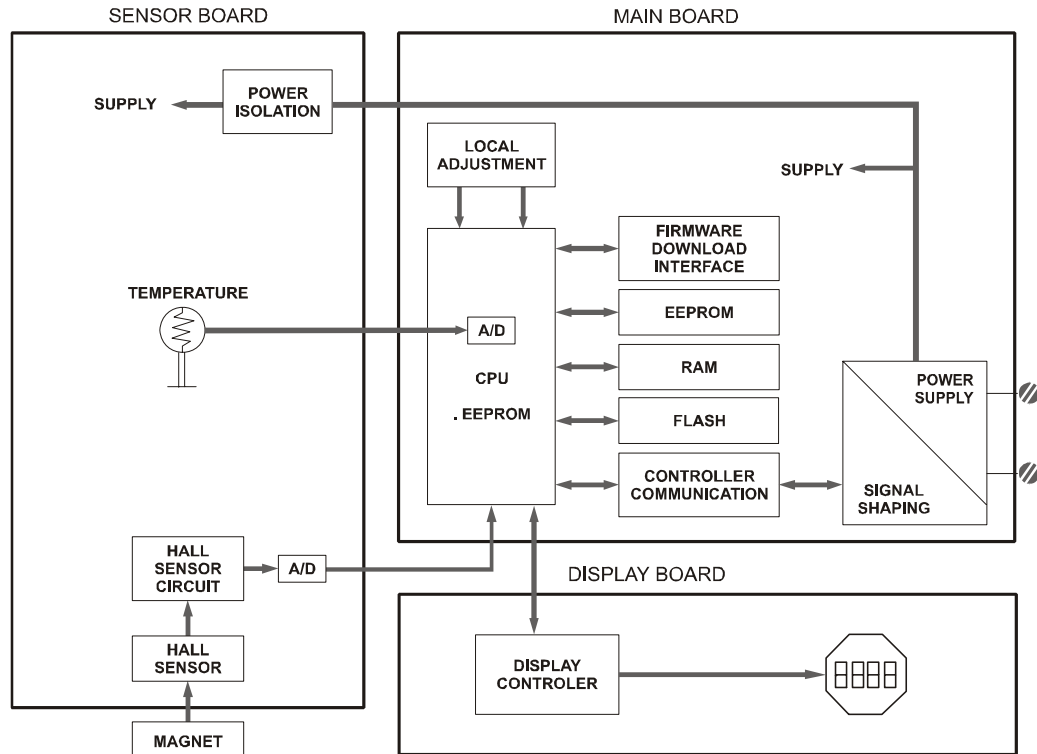 SENSOR BOARD
MAIN BOARD
SUPPLY
POWER
ISOLATION
LOCAL
ADJUSTMENT
SUPPLY
FIRMWARE
DOWNLOAD
INTERFACE
TEMPERATURE
A/D
EEPROM
CPU
RAM
. EEPROM
FLASH
POWER
SUPPLY
CONTROLLER
COMMUNICATION
SIGNAL
SHAPING
HALL
SENSOR
CIRCUIT
A/D
DISPLAY BOARD
HALL
SENSOR
DISPLAY
CONTROLER
MAGNET